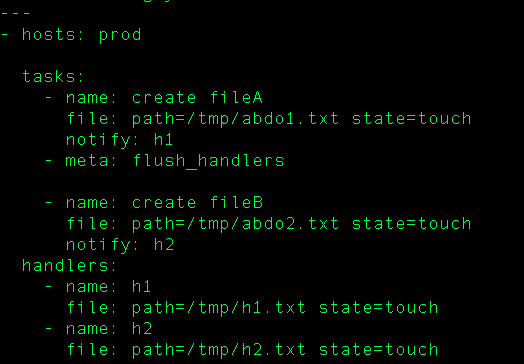 ---
- hosts: prod
  tasks:
    - name: create fileA
      file: path=/tmp/abdo1.txt state=touch
      notify: h1
    - meta: flush_handlers
    - name: create fileB
      file: path=/tmp/abdo2.txt state=touch
      notify: h2
  handlers:
    - name: h1
      file: path=/tmp/h1.txt state=touch
    - name: h2
      file: path=/tmp/h2.txt state=touch